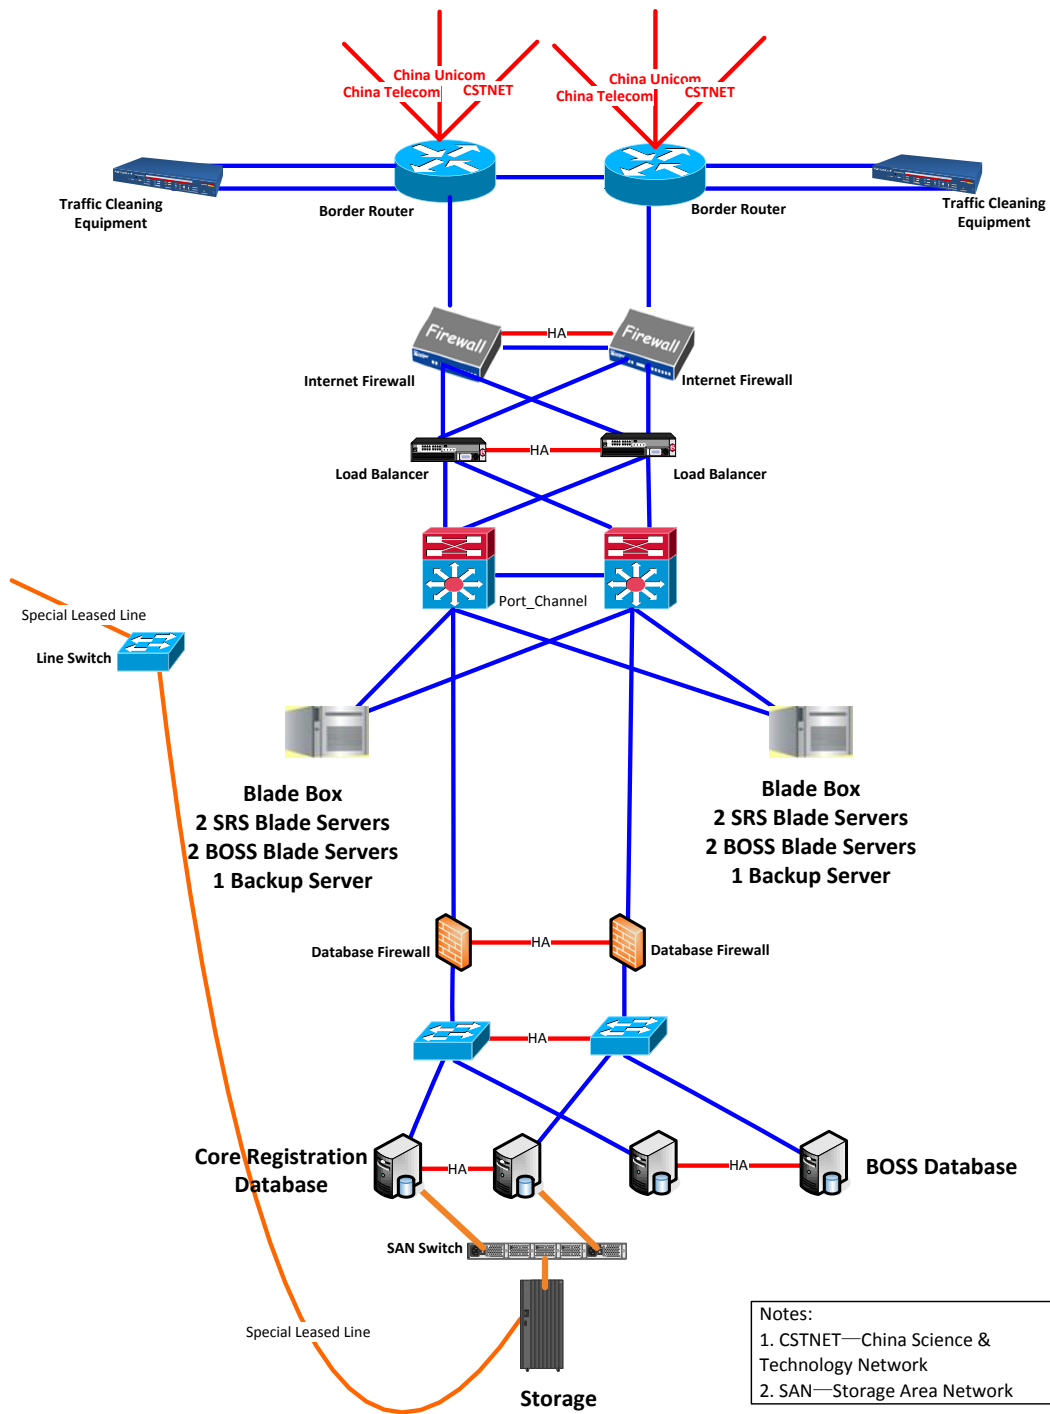 China Unicom
China Telecom
CSTNET
China Unicom
China Telecom
CSTNET
Traffic Cleaning
Equipment
Border Router
Border Router
Traffic Cleaning
Equipment
Firewall
HA
Firewall
Internet Firewall
Internet Firewall
HA
Load Balancer
Load Balancer
Port_Channel
Special Leased Line
Line Switch
Blade Box
2 SRS Blade Servers
2 BOSS Blade Servers
1 Backup Server
Blade Box
2 SRS Blade Servers
2 BOSS Blade Servers
1 Backup Server
Database Firewall
HA
Database Firewall
HA
Core Registration
Database
HA
HA
BOSS Database
SAN Switch
Special Leased Line
Storage
Notes:
1. CSTNET—China Science &
Technology Network
2. SAN—Storage Area Network